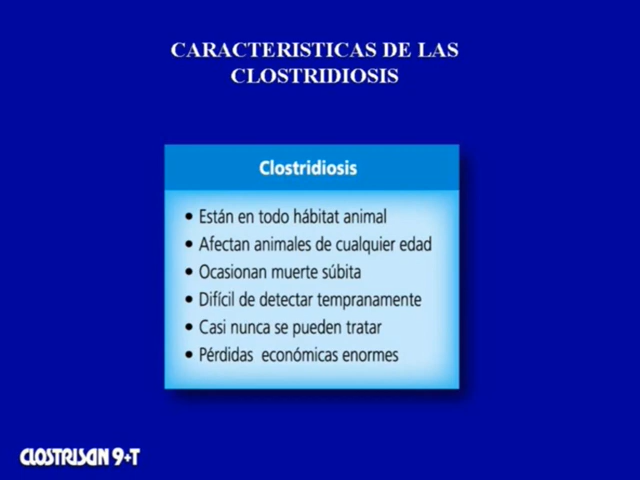 CARACTERISTICAS DE LAS
CLOSTRIDIOSIS
Clostridiosis
• Están en todo hábitat animal
• Afectan animales de cualquier edad
• Ocasionan muerte súbita
• Difícil de detectar tempranamente
• Casi nunca se pueden tratar
• Pérdidas económicas enormes
CLOSTRISAN 9+T